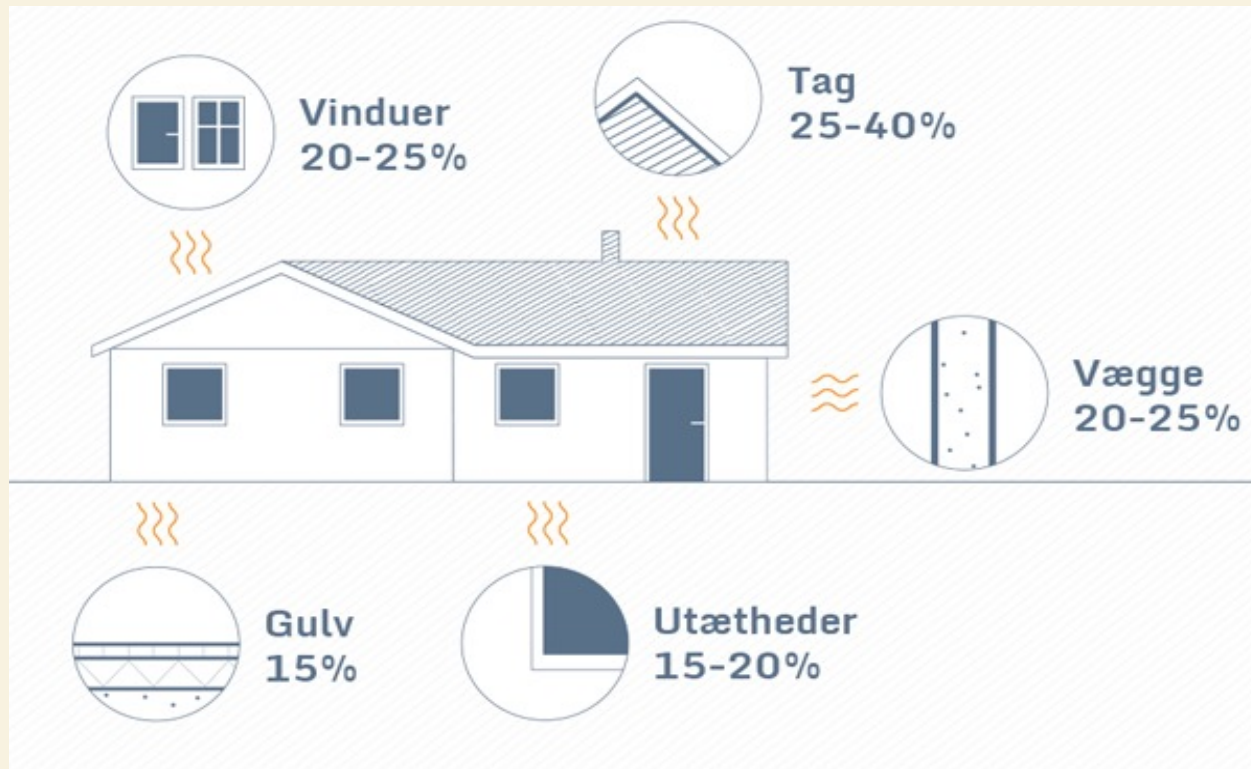 Vinduer
20-25%
Tag
25-40%
Vægge
20-25%
Gulv
15%
Utætheder
15-20%